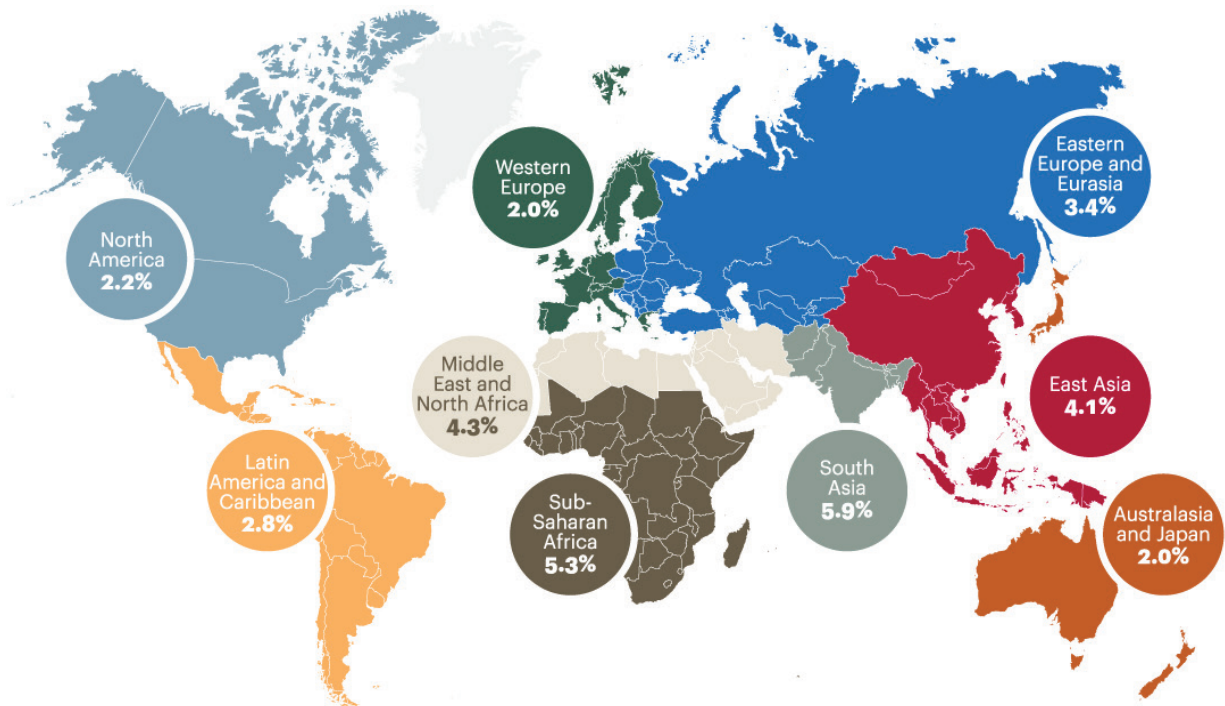 Western
Europe
2.0%
Eastern
Europe and
Eurasia
3.4%
North
America
2.2%
Middle
East and
North Africa
4.3%
East Asia
4.1%
Latin
America and
Caribbean
2.8%
Sub-
Saharan
Africa
5.3%
South
Asia
5.9%
Australasia
and Japan
2.0%